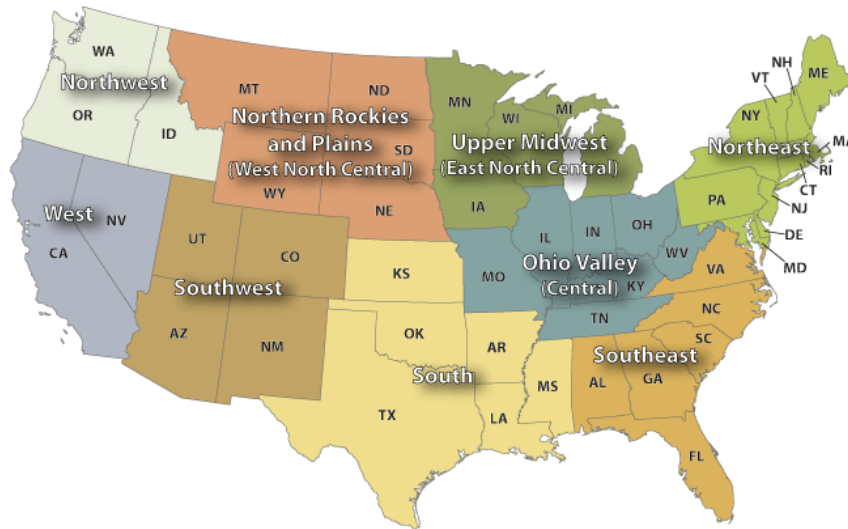 WA
Northwest
OR
ID
MT
ND
Northern Rockies
and Plains
(West North Central)
SD
WY
NE
MN
WI
MI
Upper Midwest
(East North Central)
IA
NH
VT
ME
NY
Northeast
MA
RI
CT
PA
NJ
DE
MD
West
NV
CA
UT
CO
Southwest
AZ
NM
KS
OK
AR
South
TX
LA
MS
IL
IN
OH
WV
Ohio Valley
(Central)
MO
KY
TN
VA
NC
SC
Southeast
AL
GA
FL